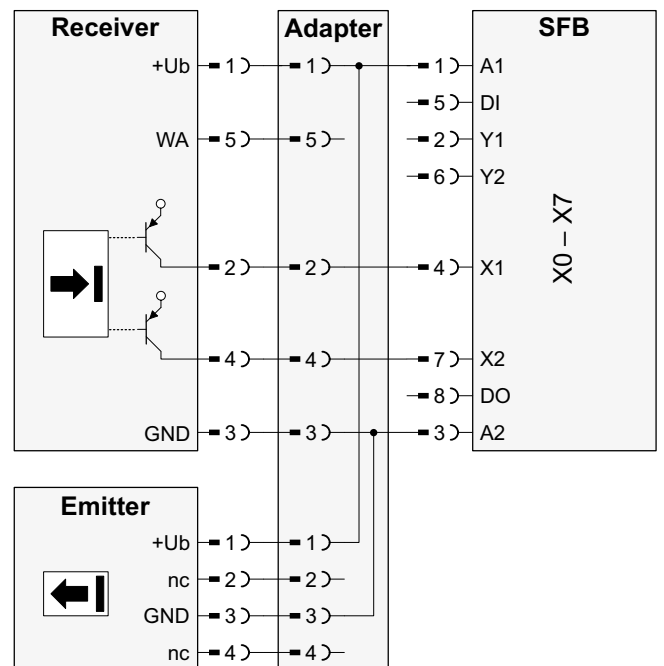 Receiver Adapter SFB
+Ub 1 1 1 A1
5 DI
WA 5 5 2 Y1
6 Y2
X0 – X7
2 2 4 X1
4 4 7 X2
8 DO
GND 3 3 3 A2
Emitter
+Ub 1 1
nc 2 2
GND 3 3
nc 4 4